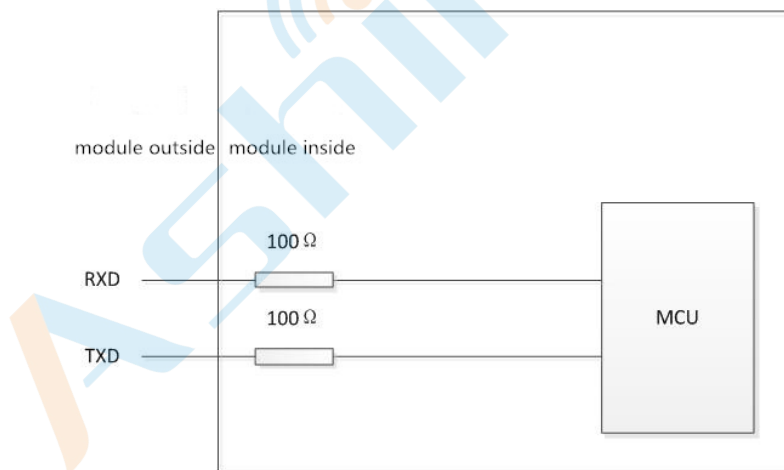 module outside module inside
100 Ω
RXD
100 Ω
TXD
MCU